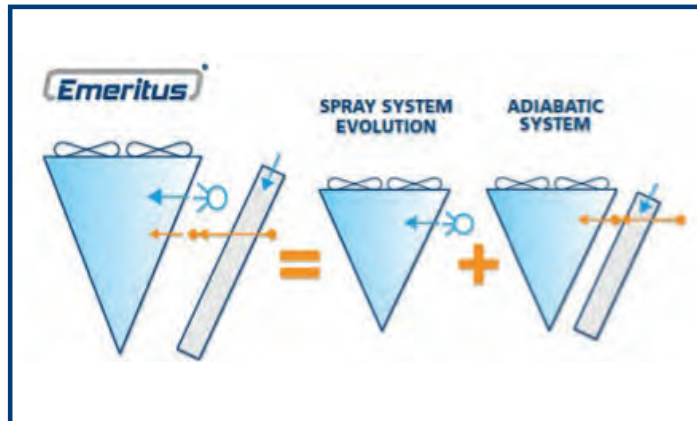 Emeritus
SPRAY SYSTEM
EVOLUTION
ADIABATIC
SYSTEM
=
+